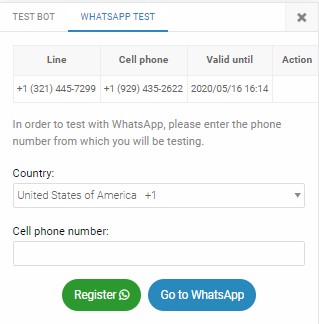 TEST BOT WHATSAPP TEST ×
Line Cell phone Valid until Action
+1 (321) 445-7299 +1 (929) 435-2622 2020/05/16 16:14
In order to test with WhatsApp, please enter the phone
number from which you will be testing.
Country:
United States of America +1
Cell phone number:
Register Go to WhatsApp